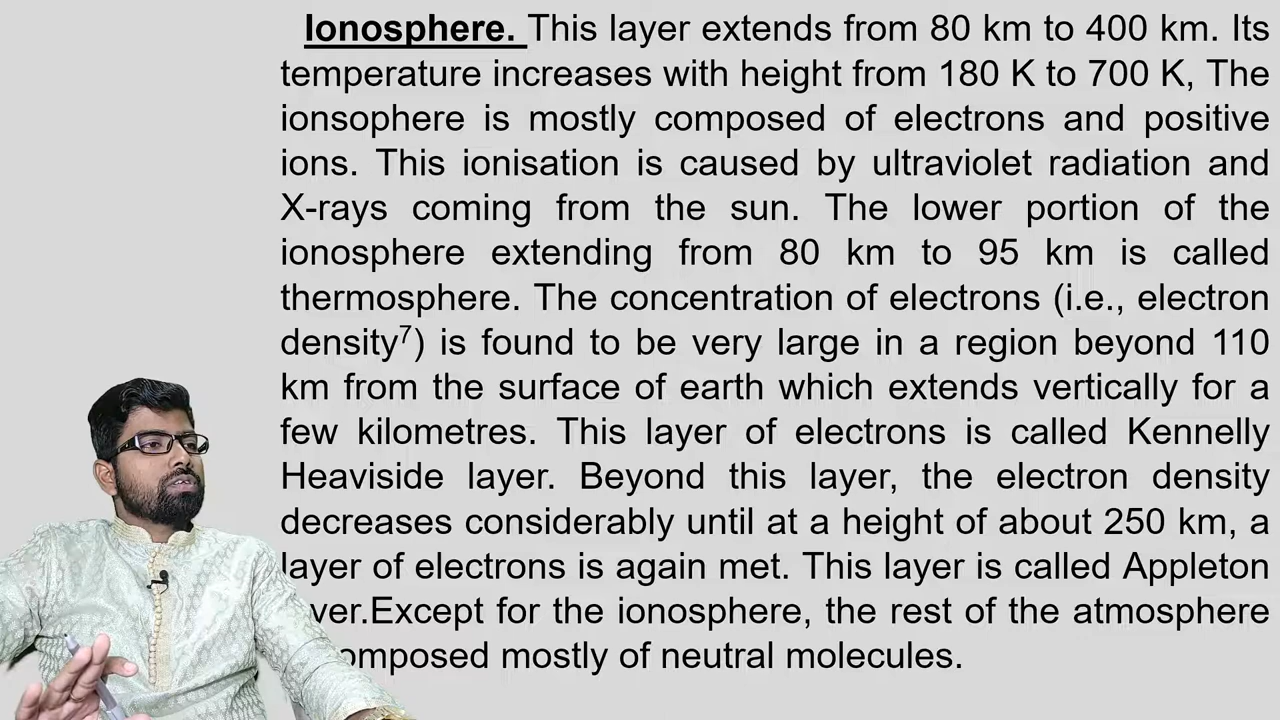 Ionosphere. This layer extends from 80 km to 400 km. Its
temperature increases with height from 180 K to 700 K, The
ionsophere is mostly composed of electrons and positive
ions. This ionisation is caused by ultraviolet radiation and
X-rays coming from the sun. The lower portion of the
ionosphere extending from 80 km to 95 km is called
thermosphere. The concentration of electrons (i.e., electron
density⁷) is found to be very large in a region beyond 110
km from the surface of earth which extends vertically for a
few kilometres. This layer of electrons is called Kennelly
Heaviside layer. Beyond this layer, the electron density
decreases considerably until at a height of about 250 km, a
layer of electrons is again met. This layer is called Appleton
Except for the ionosphere, the rest of the atmosphere
mostly of neutral molecules.